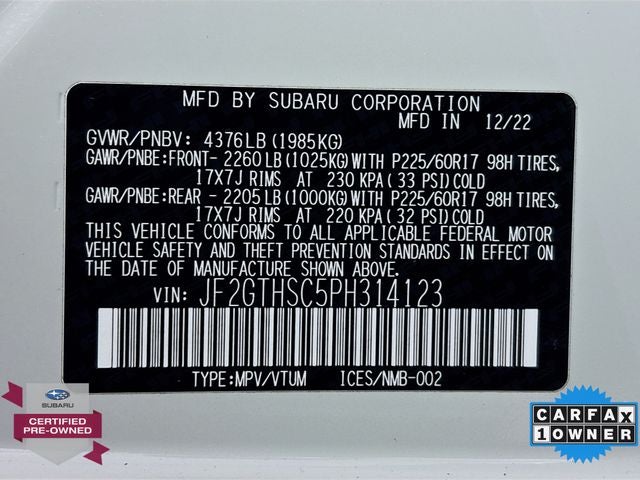 MFD BY SUBARU CORPORATION
MFD IN 12/22
GVWR/PNBV: 4376LB(1985KG)
GAWR/PNBE:FRONT- 2260LB(1025KG)WITH P225/60R17 98H TIRES,
17X7J RIMS AT 230 KPA(33 PSI)COLD
GAWR/PNBE:REAR - 2205LB(1000KG)WITH P225/60R17 98H TIRES,
17X7J RIMS AT 220 KPA(32 PSI)COLD
THIS VEHICLE CONFORMS TO ALL APPLICABLE FEDERAL MOTOR
VEHICLE SAFETY AND THEFT PREVENTION STANDARDS IN EFFECT ON
THE DATE OF MANUFACTURE SHOWN ABOVE.
VIN: JF2GTHSC5PH314123
TYPE:MPV/VTUM ICES/NMB-002
SUBARU
CERTIFIED
PRE-OWNED
CARFAX
1 OWNER